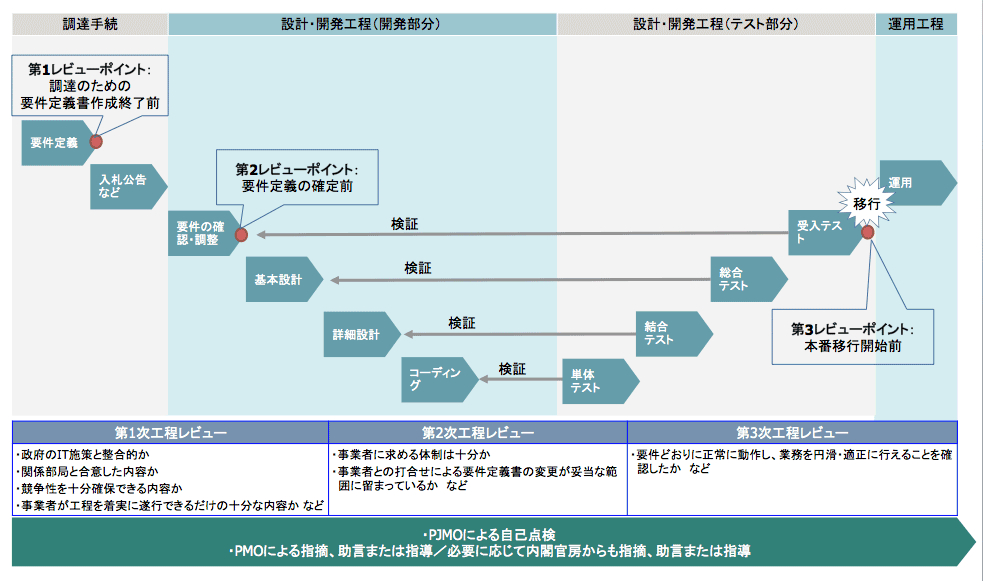 調達手続
設計・開発工程(開発部分)
設計・開発工程(テスト部分)
運用工程
第1レビューポイント:
調達のための
要件定義書作成終了前
要件定義
入札公告
など
第2レビューポイント:
要件定義の確定前
要件の確
認・調整
検証
受入テス
ト
移行
運用
基本設計
検証
総合
テスト
詳細設計
検証
結合
テスト
第3レビューポイント:
本番移行開始前
コーディン
グ
検証
単体
テスト
第1次工程レビュー
第2次工程レビュー
第3次工程レビュー
・政府のIT施策と整合的か
・関係部局と合意した内容か
・競争性を十分確保できる内容か
・事業者が工程を着実に遂行できるだけの十分な内容か など
・事業者に求める体制は十分か
・事業者との打合せによる要件定義書の変更が妥当な範
囲に留まっているか など
・要件どおりに正常に動作し、業務を円滑・適正に行えることを確
認したか など
・PJMOによる自己点検
・PMOによる指摘、助言または指導/必要に応じて内閣官房からも指摘、助言または指導